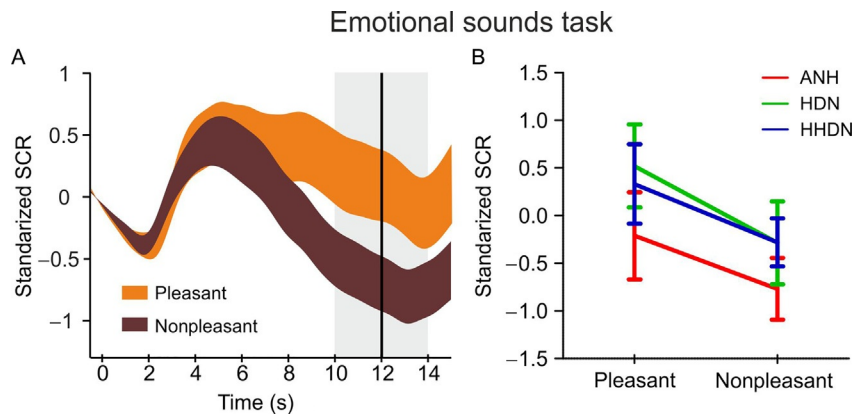 Emotional sounds task
A
Standarized SCR
1
0.5
0
−0.5
−1
Pleasant
Nonpleasant
0 2 4 6 8 10 12 14
Time (s)
B
Standarized SCR
1.5
1.0
0.5
0.0
−0.5
−1.0
−1.5
ANH
HDN
HHDN
Pleasant Nonpleasant